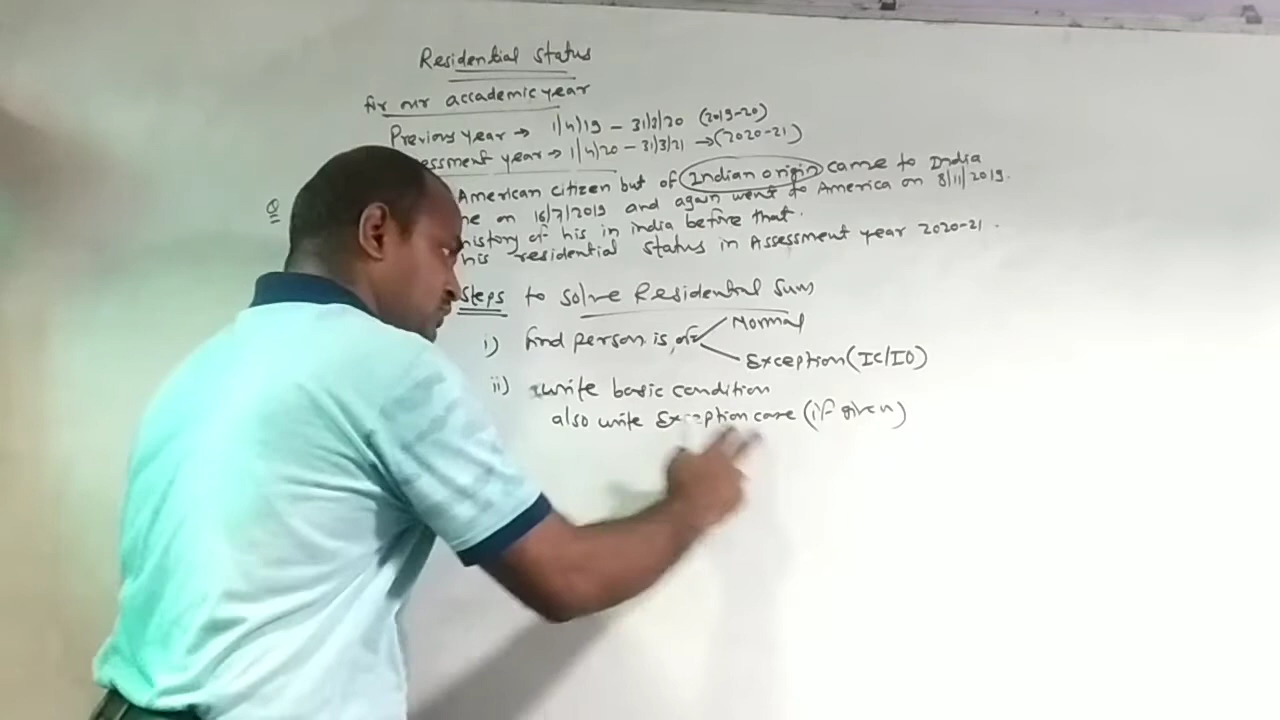 Residential status
for our accademic year
Previous year → 1/4/19 - 31/3/20 (2019-20)
essment year → 1/4/20 - 31/3/21 → (2020-21)
Q American citizen but of Indian origin came to India
me on 16/7/2019 and again went to America on 8/11/2019.
history of his in india before that.
his residential status in Assessment year 2020-21.
Steps to solve Residential sum
i) find person is of Normal
Exception (IC/IO)
ii) write basic condition
also write Exception case (if given)